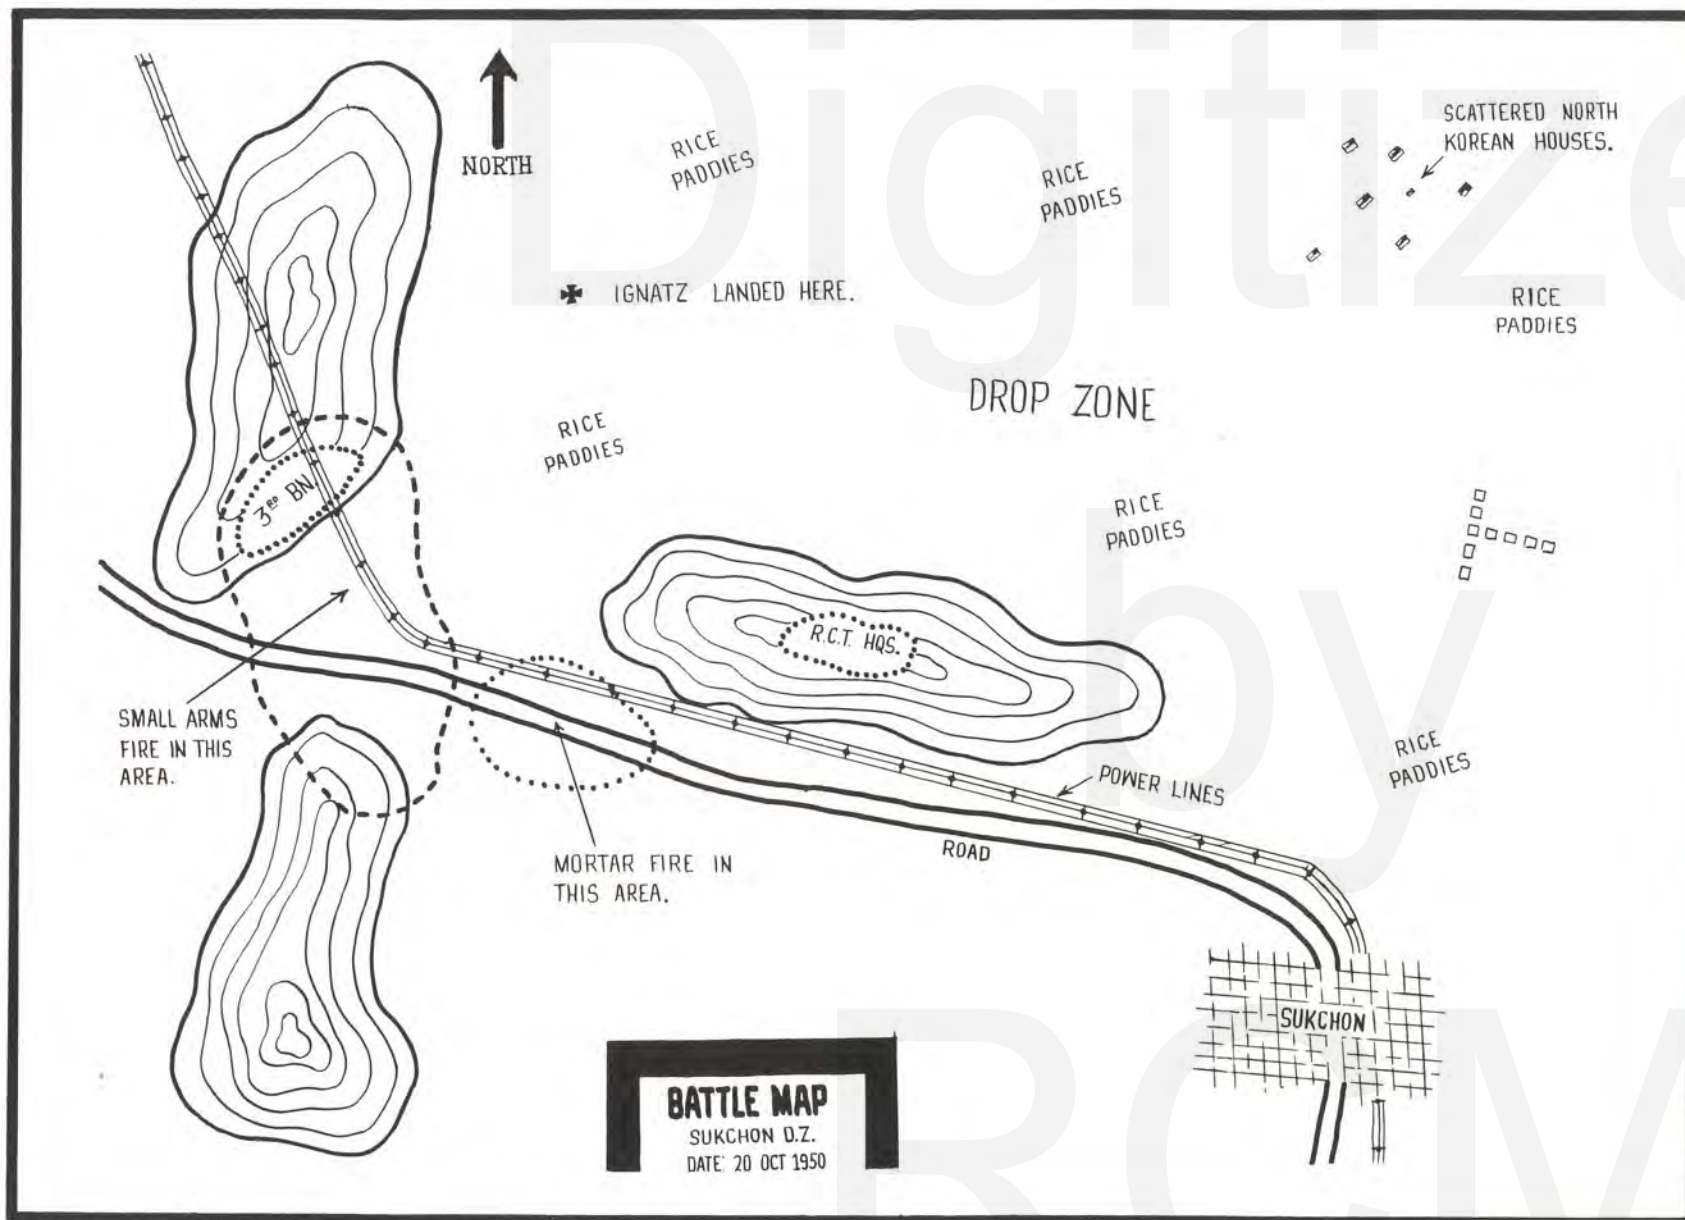 NORTH
RICE
PADDIES
RICE
PADDIES
SCATTERED NORTH
KOREAN HOUSES.
IGNATZ LANDED HERE.
RICE
PADDIES
DROP ZONE
RICE
PADDIES
3RD BN.
RICE
PADDIES
R.C.T. HQS.
SMALL ARMS
FIRE IN THIS
AREA.
RICE
PADDIES
POWER LINES
ROAD
MORTAR FIRE IN
THIS AREA.
SUKCHON
BATTLE MAP
SUKCHON D.Z.
DATE: 20 OCT 1950
Digitize
by
RCM